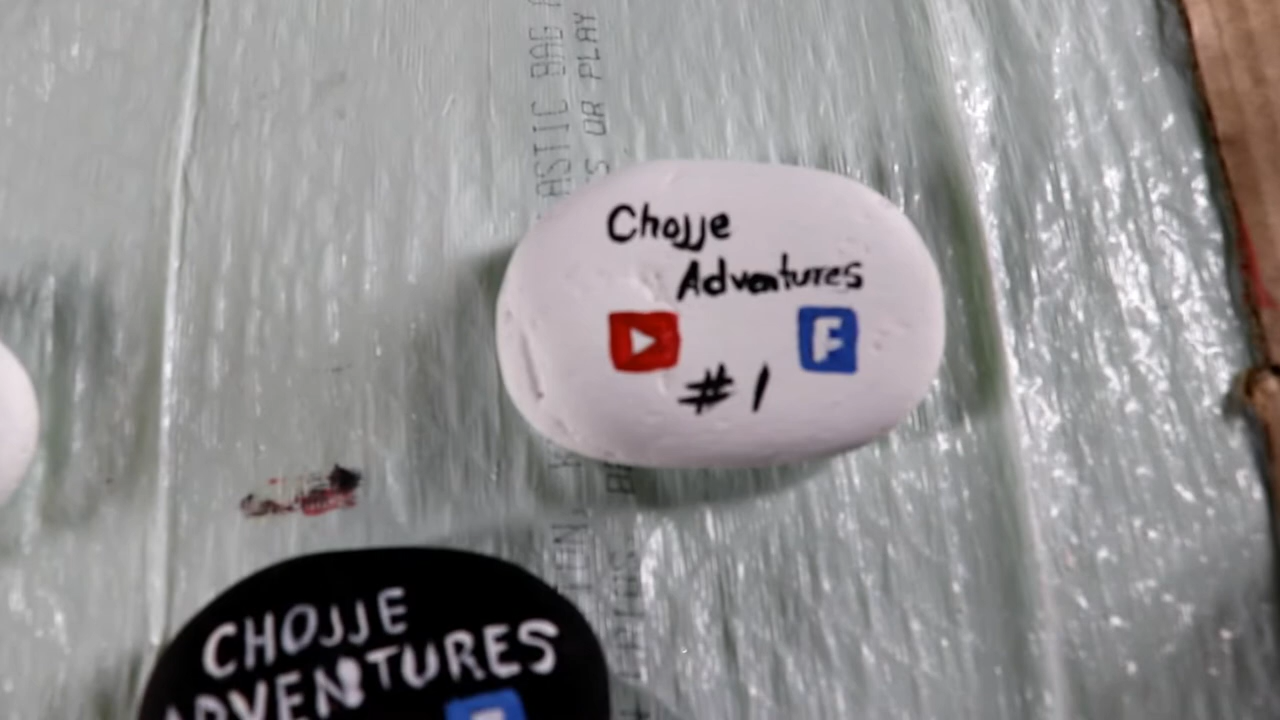 ASTIC BAG
OR PLAY
Chojje
Adventures
F
#1
CHOJJE
ADVENTURES